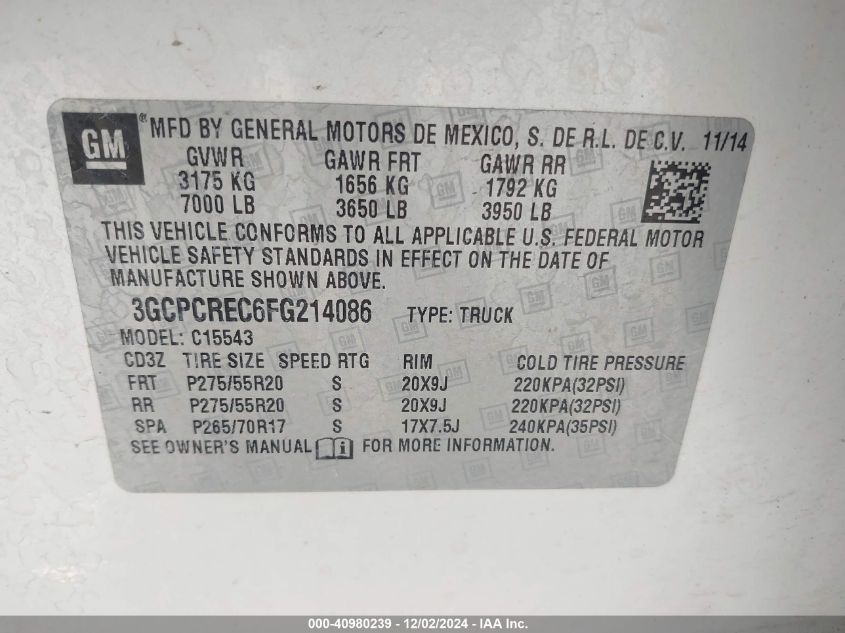 GM ® MFD BY GENERAL MOTORS DE MEXICO, S. DE R.L. DE C.V. 11/14
GVWR GAWR FRT GAWR RR
3175 KG 1656 KG 1792 KG
7000 LB 3650 LB 3950 LB
THIS VEHICLE CONFORMS TO ALL APPLICABLE U.S. FEDERAL MOTOR
VEHICLE SAFETY STANDARDS IN EFFECT ON THE DATE OF
MANUFACTURE SHOWN ABOVE.
3GCPCREC6FG214086 TYPE: TRUCK
MODEL: C15543
CD3Z TIRE SIZE SPEED RTG RIM COLD TIRE PRESSURE
FRT P275/55R20 S 20X9J 220KPA(32PSI)
RR P275/55R20 S 20X9J 220KPA(32PSI)
SPA P265/70R17 S 17X7.5J 240KPA(35PSI)
SEE OWNER'S MANUAL FOR MORE INFORMATION.
000-40980239 - 12/02/2024 - IAA Inc.